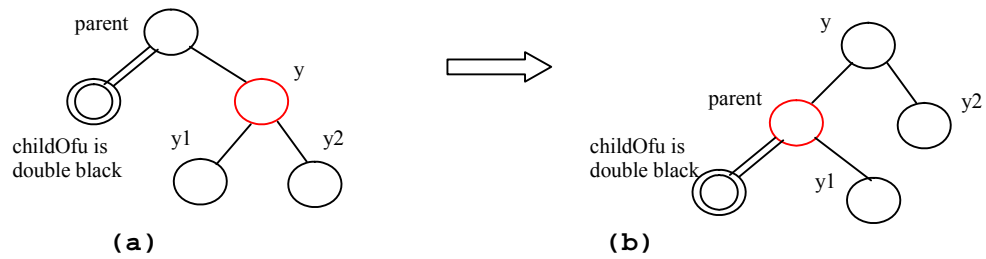 parent
y
y1
y2
childOfu is
double black
(a)
y
parent
y2
childOfu is
double black
y1
(b)